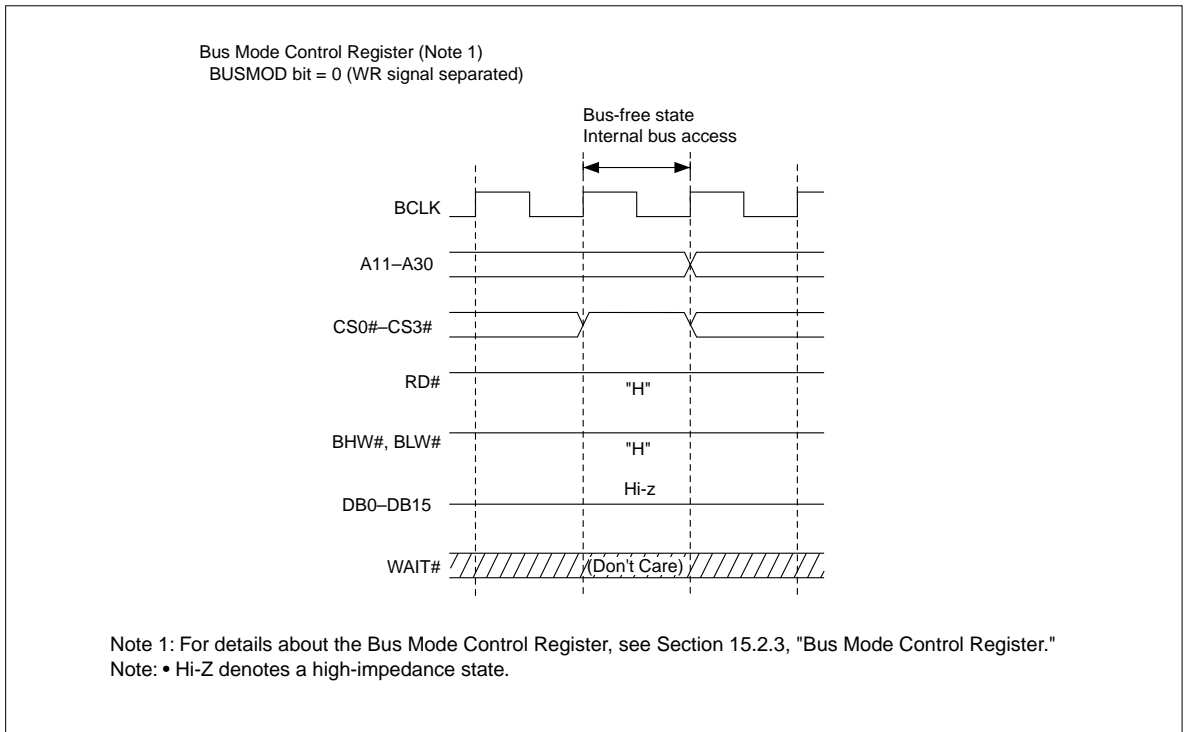 Bus Mode Control Register (Note 1)
BUSMOD bit = 0 (WR signal separated)
Bus-free state
Internal bus access
BCLK
A11–A30
CS0#–CS3#
RD#
"H"
BHW#, BLW#
"H"
Hi-z
DB0–DB15
WAIT#
(Don't Care)
Note 1: For details about the Bus Mode Control Register, see Section 15.2.3, "Bus Mode Control Register."
Note: • Hi-Z denotes a high-impedance state.